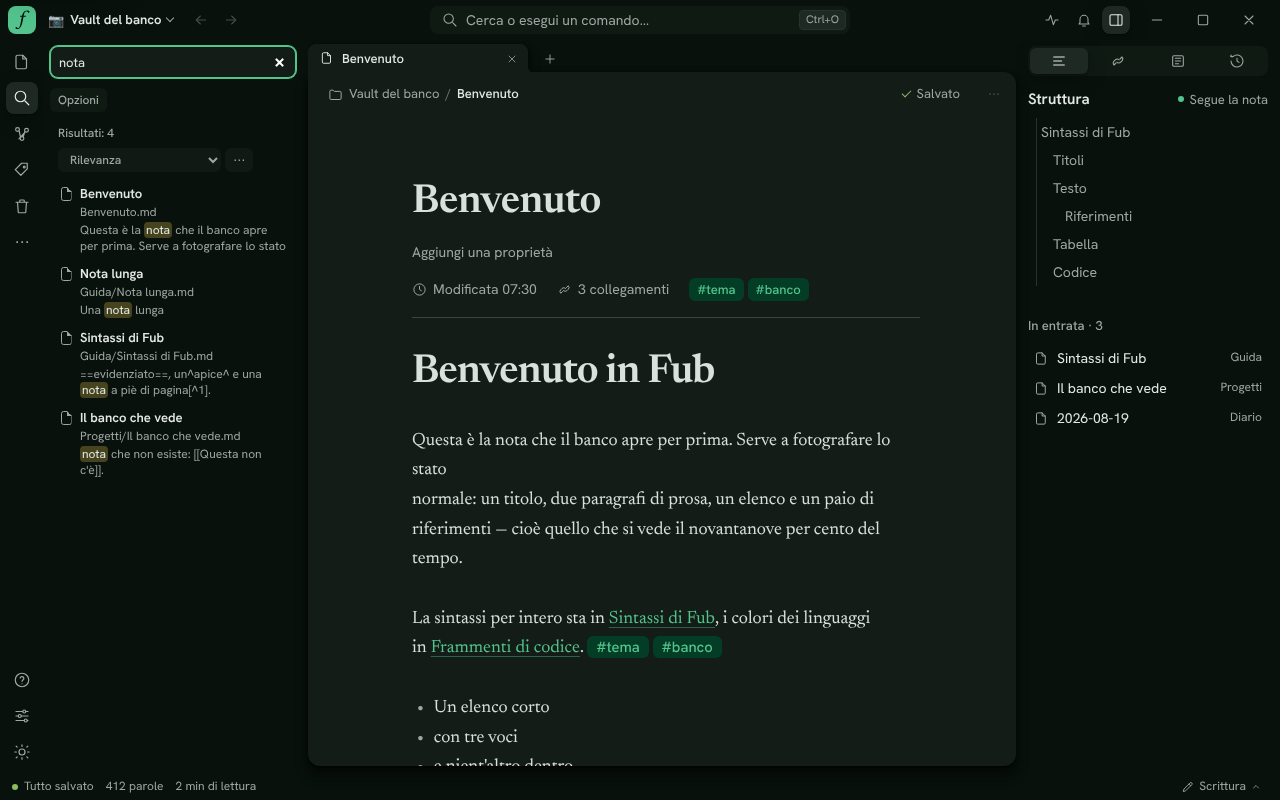 f
Vault del banco
Cerca o esegui un comando...
Ctrl+O
nota
Opzioni
Risultati: 4
Rilevanza
Benvenuto
Benvenuto.md
Questa è la nota che il banco apre
per prima. Serve a fotografare lo stato
Nota lunga
Guida/Nota lunga.md
Una nota lunga
Sintassi di Fub
Guida/Sintassi di Fub.md
==evidenziato==, un^apice^ e una
nota a piè di pagina[^1].
Il banco che vede
Progetti/Il banco che vede.md
nota che non esiste: [[Questa non
c'è]].
Benvenuto
Vault del banco / Benvenuto
Salvato
Benvenuto
Aggiungi una proprietà
Modificata 07:30
3 collegamenti
#tema
#banco
Benvenuto in Fub
Questa è la nota che il banco apre per prima. Serve a fotografare lo
stato
normale: un titolo, due paragrafi di prosa, un elenco e un paio di
riferimenti — cioè quello che si vede il novantanove per cento del
tempo.
La sintassi per intero sta in Sintassi di Fub, i colori dei linguaggi
in Frammenti di codice. #tema #banco
• Un elenco corto
• con tre voci
• e nient'altro dentro
Struttura
Segue la nota
Sintassi di Fub
Titoli
Testo
Riferimenti
Tabella
Codice
In entrata · 3
Sintassi di Fub
Guida
Il banco che vede
Progetti
2026-08-19
Diario
Tutto salvato
412 parole
2 min di lettura
Scrittura